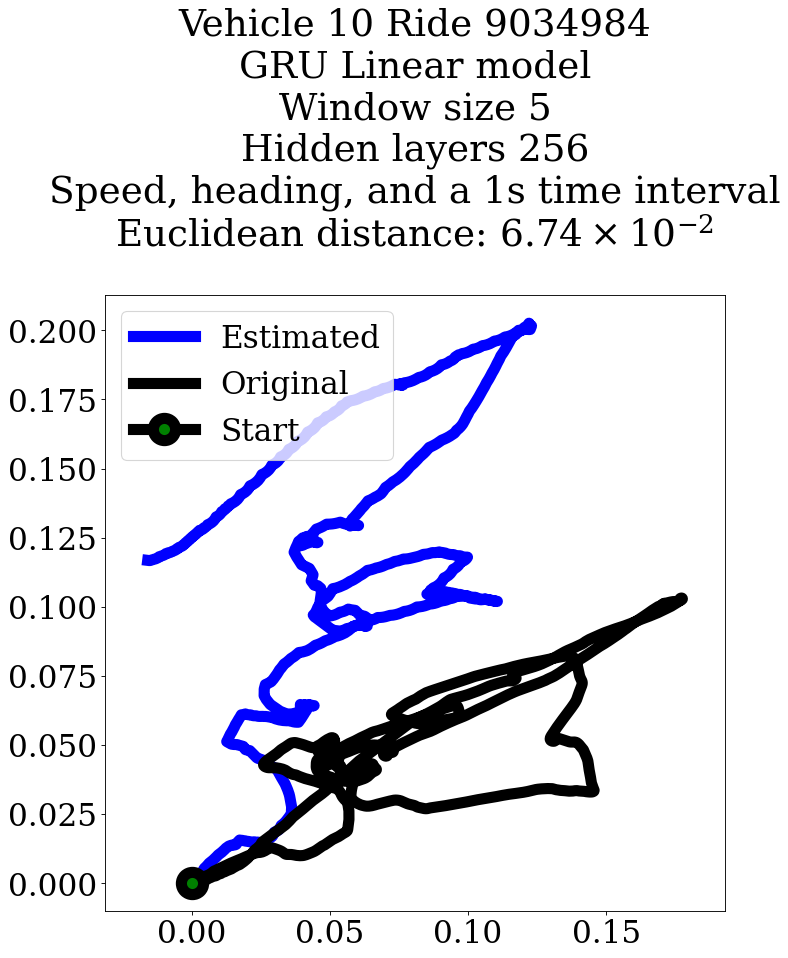 Vehicle 10 Ride 9034984
GRU Linear model
Window size 5
Hidden layers 256
Speed, heading, and a 1s time interval
Euclidean distance: 6.74 × 10⁻²
Estimated
Original
Start
0.200
0.175
0.150
0.125
0.100
0.075
0.050
0.025
0.000
0.00 0.05 0.10 0.15